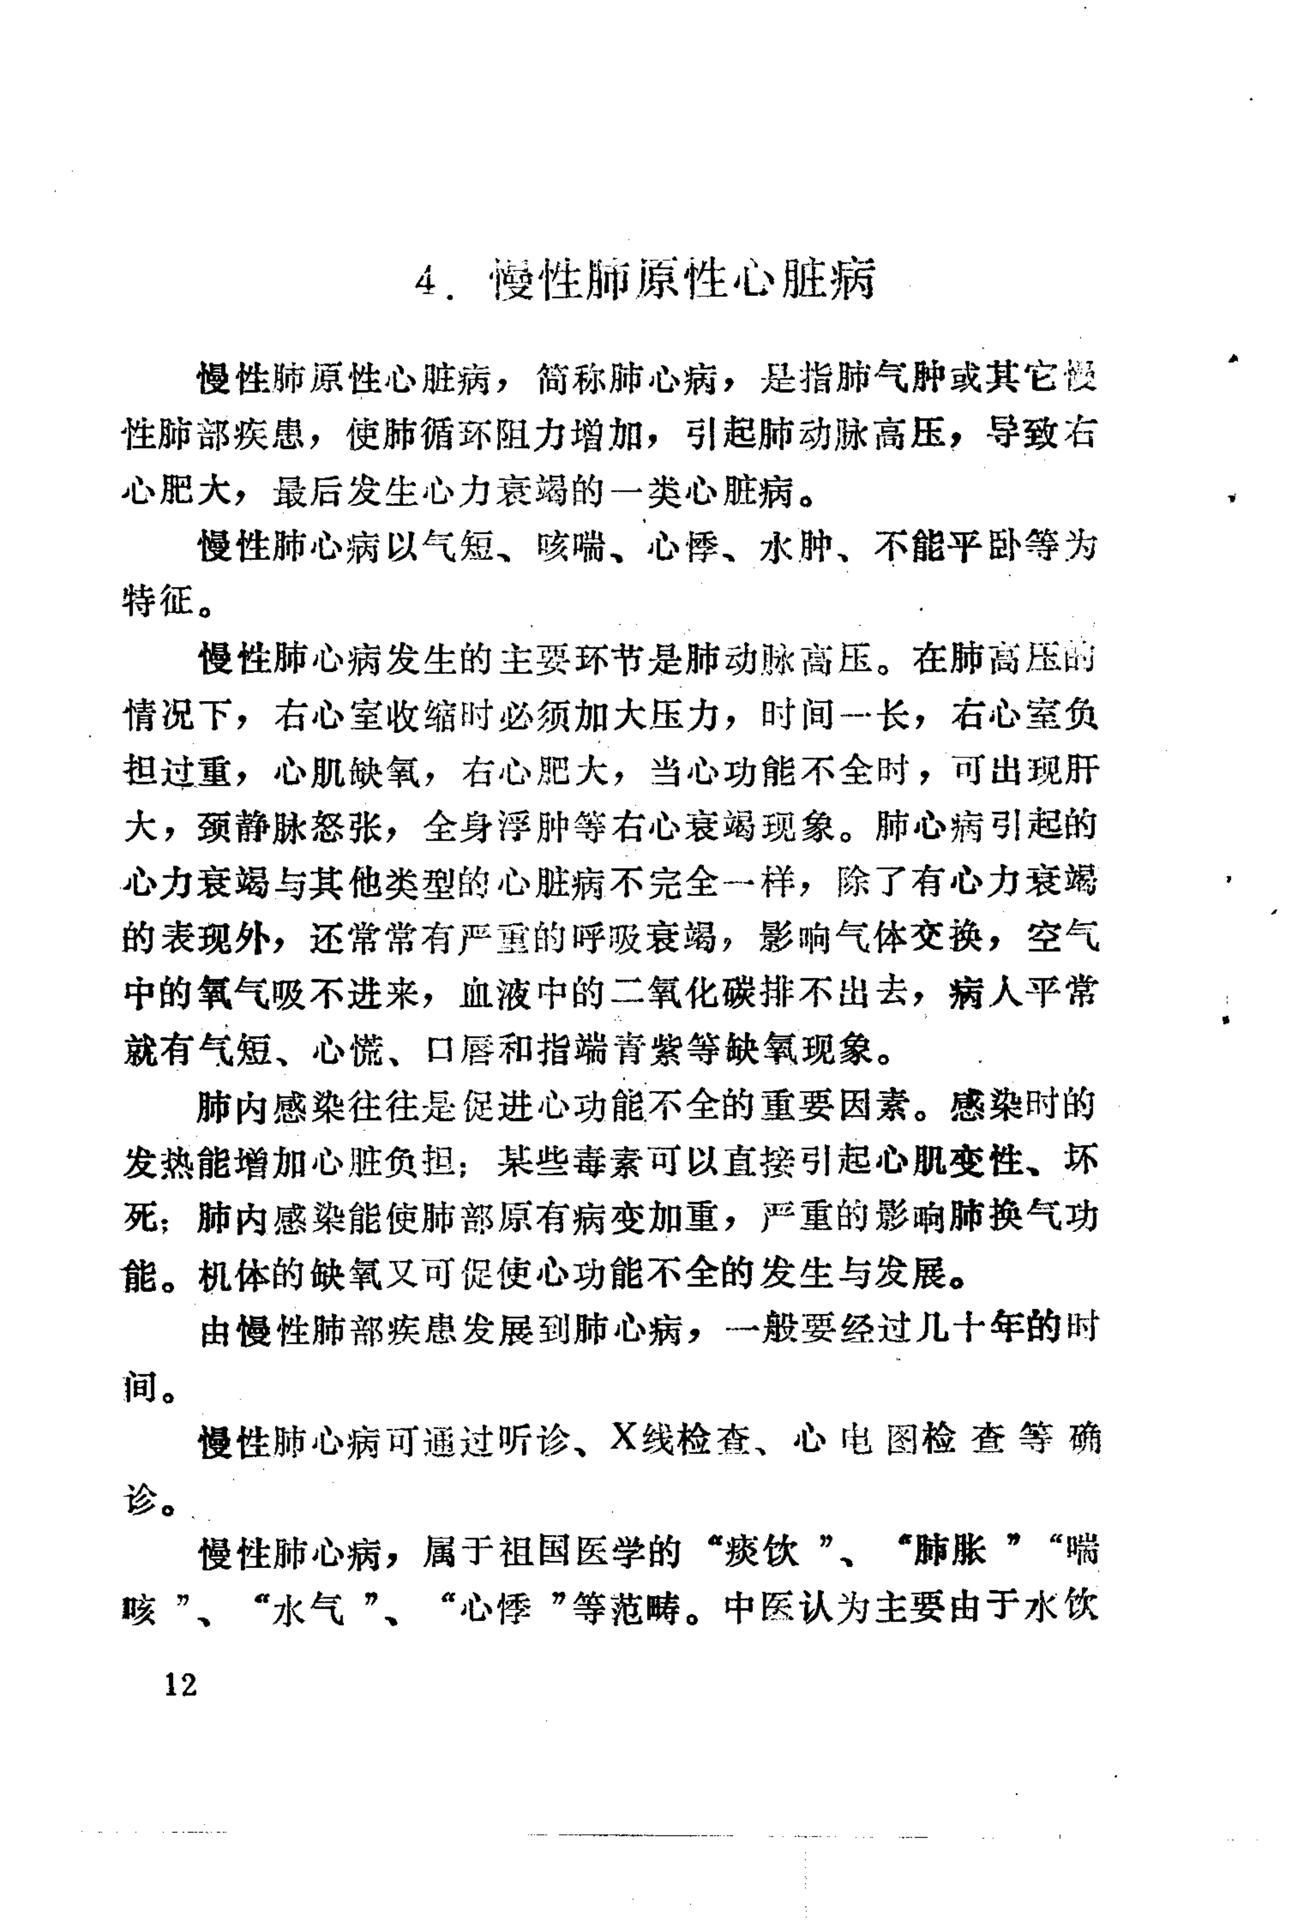 4．慢性肺原性心脏病
慢性肺原性心脏病，简称肺心病，是指肺气肿或其它慢
性肺部疾患，使肺循环阻力增加，引起肺动脉高压，导致右
心肥大，最后发生心力衰竭的一类心脏病。
慢性肺心病以气短、咳喘、心悸、水肿、不能平卧等为
特征。
慢性肺心病发生的主要环节是肺动脉高压。在肺高压的
情况下，右心室收缩时必须加大压力，时间一长，右心室负
担过重，心肌缺氧，右心肥大，当心功能不全时，可出现肝
大，颈静脉怒张，全身浮肿等右心衰竭现象。肺心病引起的
心力衰竭与其他类型的心脏病不完全一样，除了有心力衰竭
的表现外，还常常有严重的呼吸衰竭，影响气体交换，空气
中的氧气吸不进来，血液中的二氧化碳排不出去，病人平常
就有气短、心慌、口唇和指端青紫等缺氧现象。
肺内感染往往是促进心功能不全的重要因素。感染时的
发热能增加心脏负担；某些毒素可以直接引起心肌变性、坏
死；肺内感染能使肺部原有病变加重，严重的影响肺换气功
能。机体的缺氧又可促使心功能不全的发生与发展。
由慢性肺部疾患发展到肺心病，一般要经过几十年的时
间。
慢性肺心病可通过听诊、X线检查、心电图检查等确
诊。
慢性肺心病，属于祖国医学的“痰饮”、“肺胀”“喘
咳”、“水气”、“心悸”等范畴。中医认为主要由于水饮
12